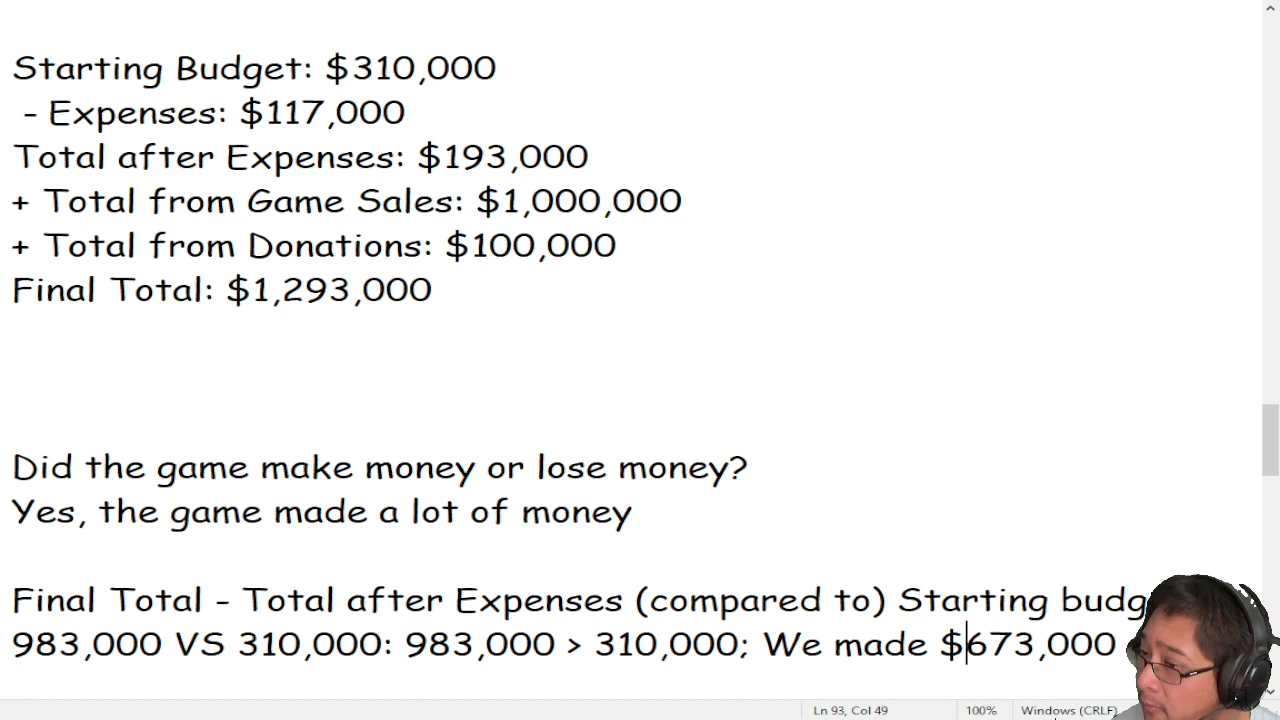 Starting Budget: $310,000
- Expenses: $117,000
Total after Expenses: $193,000
+ Total from Game Sales: $1,000,000
+ Total from Donations: $100,000
Final Total: $1,293,000
Did the game make money or lose money?
Yes, the game made a lot of money
Final Total - Total after Expenses (compared to) Starting
983,000 VS 310,000: 983,000 > 310,000; We made $673,000
Ln 93, Col 49 100% Windows (CRLF)